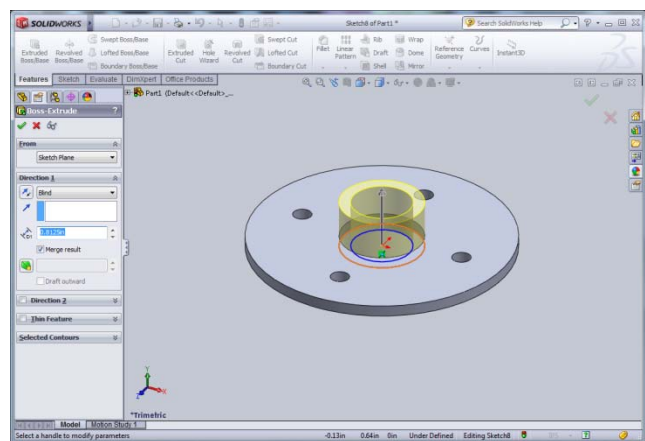 SOLIDWORKS
Sketch8 of Part1 *
Search SolidWorks Help
Extruded Boss/Base
Revolved Boss/Base
Swept Boss/Base
Lofted Boss/Base
Boundary Boss/Base
Extruded Cut
Hole Wizard
Revolved Cut
Swept Cut
Lofted Cut
Boundary Cut
Fillet
Linear Pattern
Rib
Draft
Shell
Wrap
Dome
Mirror
Reference Geometry
Curves
Instant3D
Features Sketch Evaluate DimXpert Office Products
Part1 (Default<<Default>_...
Boss-Extrude ?
From
Sketch Plane
Direction 1
Blind
D1
Merge result
Draft outward
Direction 2
Thin Feature
Selected Contours
Y
*Trimetric
Model Motion Study 1
Select a handle to modify parameters -0.13in 0.64in 0in Under Defined Editing Sketch8